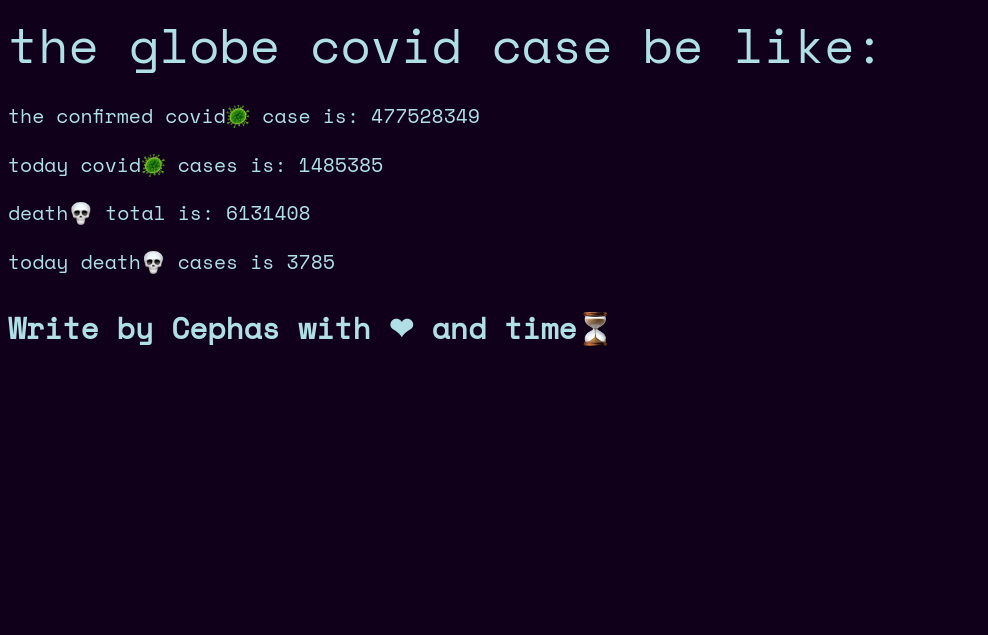 the globe covid case be like:
the confirmed covid🦠 case is: 477528349
today covid🦠 cases is: 1485385
death💀 total is: 6131408
today death💀 cases is 3785
Write by Cephas with ❤ and time⏳